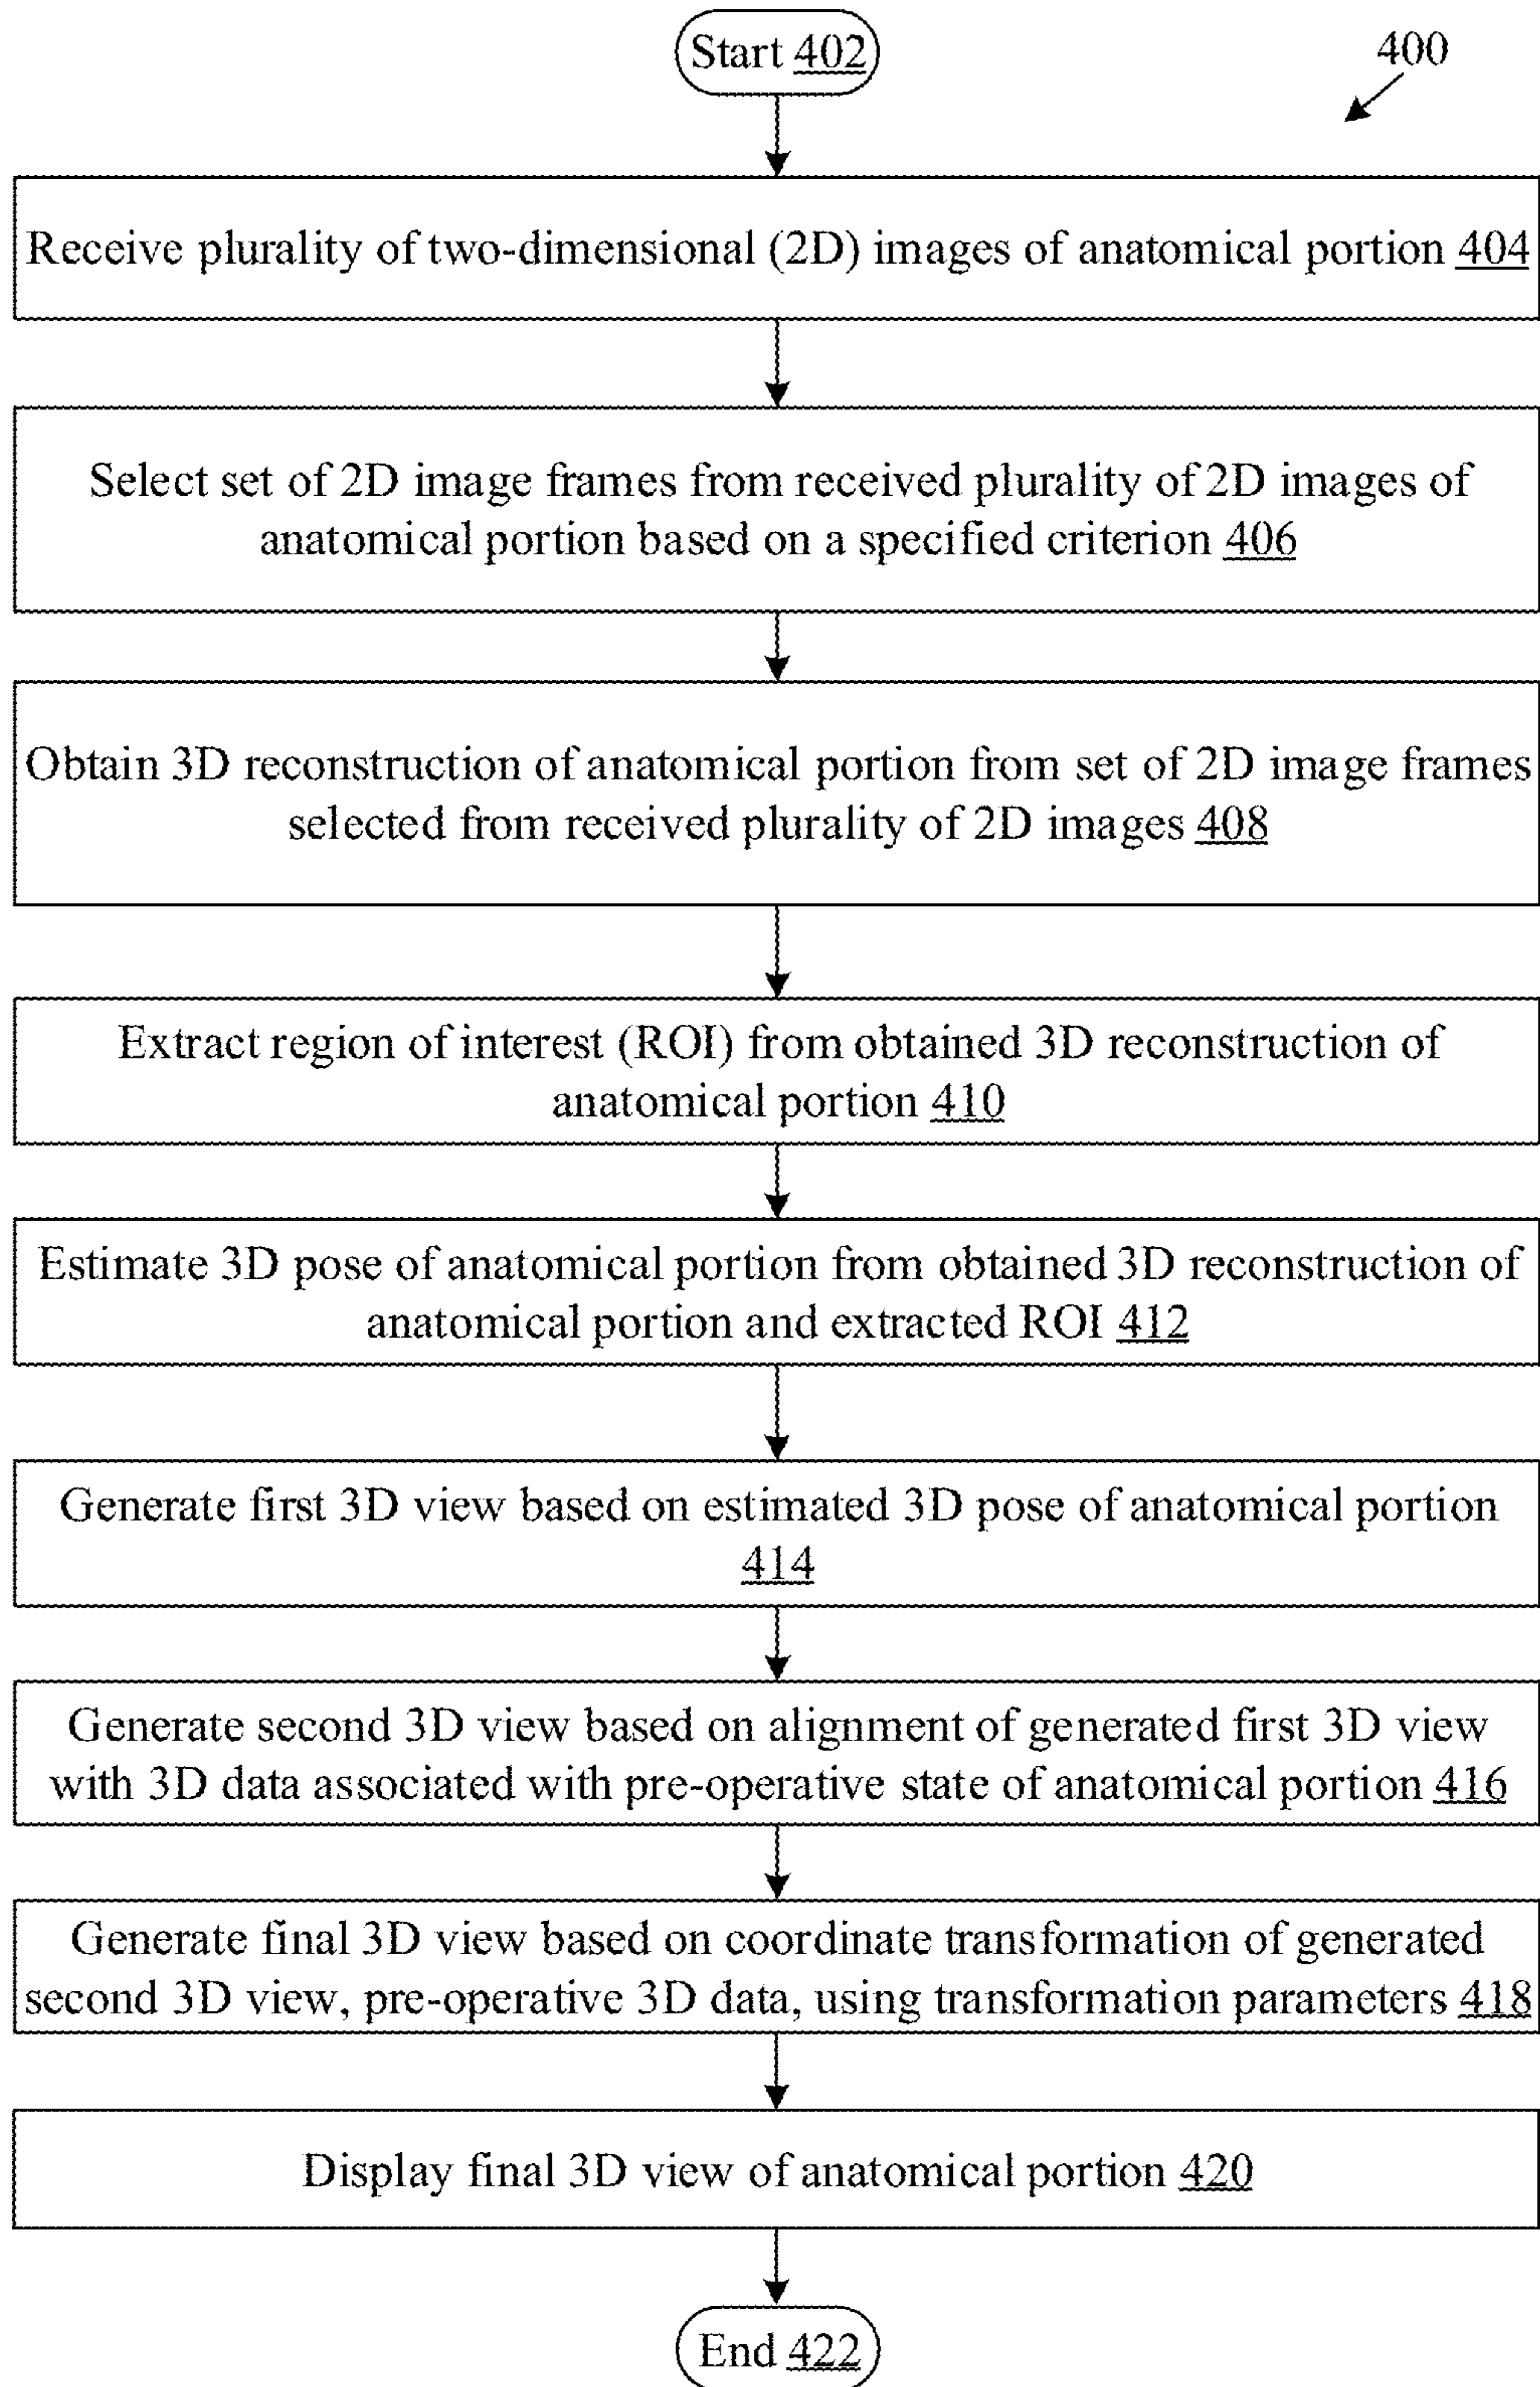 Start 402
400
Receive plurality of two-dimensional (2D) images of anatomical portion 404
Select set of 2D image frames from received plurality of 2D images of
anatomical portion based on a specified criterion 406
Obtain 3D reconstruction of anatomical portion from set of 2D image frames
selected from received plurality of 2D images 408
Extract region of interest (ROI) from obtained 3D reconstruction of
anatomical portion 410
Estimate 3D pose of anatomical portion from obtained 3D reconstruction of
anatomical portion and extracted ROI 412
Generate first 3D view based on estimated 3D pose of anatomical portion
414
Generate second 3D view based on alignment of generated first 3D view
with 3D data associated with pre-operative state of anatomical portion 416
Generate final 3D view based on coordinate transformation of generated
second 3D view, pre-operative 3D data, using transformation parameters 418
Display final 3D view of anatomical portion 420
End 422